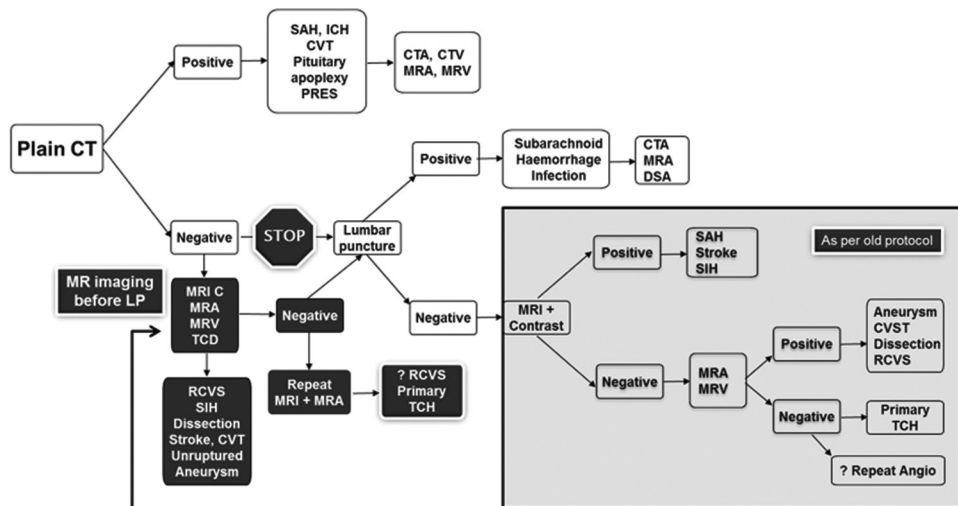 Plain CT
Positive
SAH, ICH
CVT
Pituitary
apoplexy
PRES
CTA, CTV
MRA, MRV
Negative
STOP
Lumbar
puncture
Positive
Subarachnoid
Haemorrhage
Infection
CTA
MRA
DSA
MR imaging
before LP
MRI C
MRA
MRV
TCD
RCVS
SIH
Dissection
Stroke, CVT
Unruptured
Aneurysm
Negative
Repeat
MRI + MRA
? RCVS
Primary
TCH
Negative
As per old protocol
MRI +
Contrast
Positive
SAH
Stroke
SIH
Negative
MRA
MRV
Positive
Aneurysm
CVST
Dissection
RCVS
Negative
Primary
TCH
? Repeat Angio